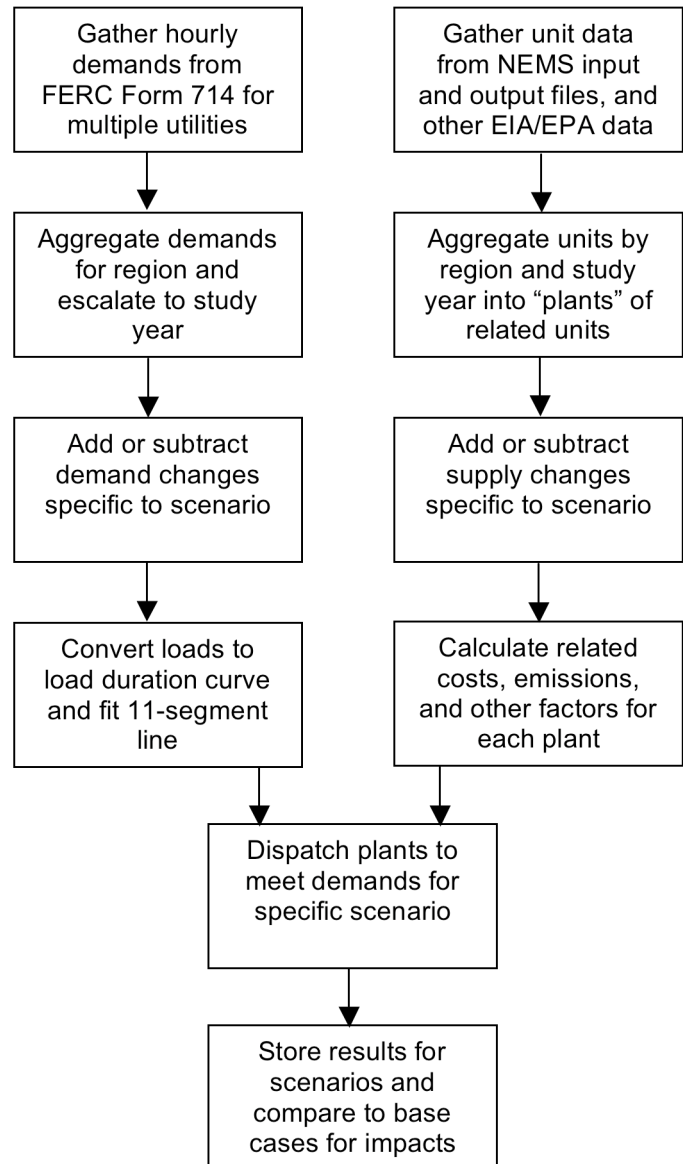 Gather hourly
demands from
FERC Form 714 for
multiple utilities
Gather unit data
from NEMS input
and output files, and
other EIA/EPA data
Aggregate demands
for region and
escalate to study
year
Aggregate units by
region and study
year into “plants” of
related units
Add or subtract
demand changes
specific to scenario
Add or subtract
supply changes
specific to scenario
Convert loads to
load duration curve
and fit 11-segment
line
Calculate related
costs, emissions,
and other factors for
each plant
Dispatch plants to
meet demands for
specific scenario
Store results for
scenarios and
compare to base
cases for impacts